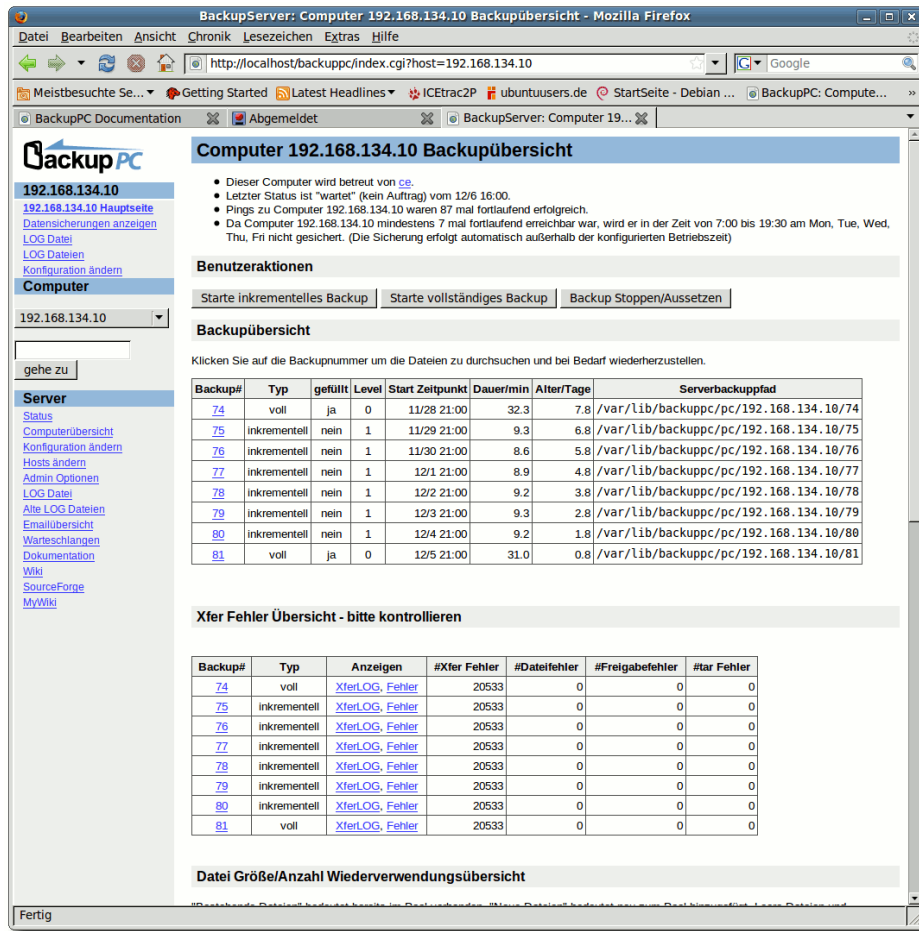 BackupServer: Computer 192.168.134.10 Backupübersicht - Mozilla Firefox
Datei Bearbeiten Ansicht Chronik Lesezeichen Extras Hilfe
http://localhost/backuppc/index.cgi?host=192.168.134.10
G Google
Meistbesuchte Se... Getting Started Latest Headlines ICEtrac2P ubuntuusers.de StartSeite - Debian ... BackupPC: Compute... »
BackupPC Documentation Abgemeldet BackupServer: Computer 19...
BackupPC
192.168.134.10
192.168.134.10 Hauptseite
Datensicherungen anzeigen
LOG Datei
LOG Dateien
Konfiguration ändern
Computer
192.168.134.10
gehe zu
Server
Status
Computerübersicht
Konfiguration ändern
Hosts ändern
Admin Optionen
LOG Datei
Alte LOG Dateien
Emailübersicht
Warteschlangen
Dokumentation
Wiki
SourceForge
MyWiki
Computer 192.168.134.10 Backupübersicht
• Dieser Computer wird betreut von ce.
• Letzter Status ist "wartet" (kein Auftrag) vom 12/6 16:00.
• Pings zu Computer 192.168.134.10 waren 87 mal fortlaufend erfolgreich.
• Da Computer 192.168.134.10 mindestens 7 mal fortlaufend erreichbar war, wird er in der Zeit von 7:00 bis 19:30 am Mon, Tue, Wed,
Thu, Fri nicht gesichert. (Die Sicherung erfolgt automatisch außerhalb der konfigurierten Betriebszeit)
Benutzeraktionen
Starte inkrementelles Backup Starte vollständiges Backup Backup Stoppen/Aussetzen
Backupübersicht
Klicken Sie auf die Backupnummer um die Dateien zu durchsuchen und bei Bedarf wiederherzustellen.
Backup# Typ gefüllt Level Start Zeitpunkt Dauer/min Alter/Tage Serverbackuppfad
74 voll ja 0 11/28 21:00 32.3 7.8 /var/lib/backuppc/pc/192.168.134.10/74
75 inkrementell nein 1 11/29 21:00 9.3 6.8 /var/lib/backuppc/pc/192.168.134.10/75
76 inkrementell nein 1 11/30 21:00 8.6 5.8 /var/lib/backuppc/pc/192.168.134.10/76
77 inkrementell nein 1 12/1 21:00 8.9 4.8 /var/lib/backuppc/pc/192.168.134.10/77
78 inkrementell nein 1 12/2 21:00 9.2 3.8 /var/lib/backuppc/pc/192.168.134.10/78
79 inkrementell nein 1 12/3 21:00 9.3 2.8 /var/lib/backuppc/pc/192.168.134.10/79
80 inkrementell nein 1 12/4 21:00 9.2 1.8 /var/lib/backuppc/pc/192.168.134.10/80
81 voll ja 0 12/5 21:00 31.0 0.8 /var/lib/backuppc/pc/192.168.134.10/81
Xfer Fehler Übersicht - bitte kontrollieren
Backup# Typ Anzeigen #Xfer Fehler #Dateifehler #Freigabefehler #tar Fehler
74 voll XferLOG, Fehler 20533 0 0 0
75 inkrementell XferLOG, Fehler 20533 0 0 0
76 inkrementell XferLOG, Fehler 20533 0 0 0
77 inkrementell XferLOG, Fehler 20533 0 0 0
78 inkrementell XferLOG, Fehler 20533 0 0 0
79 inkrementell XferLOG, Fehler 20533 0 0 0
80 inkrementell XferLOG, Fehler 20533 0 0 0
81 voll XferLOG, Fehler 20533 0 0 0
Datei Größe/Anzahl Wiederverwendungsübersicht
Fertig